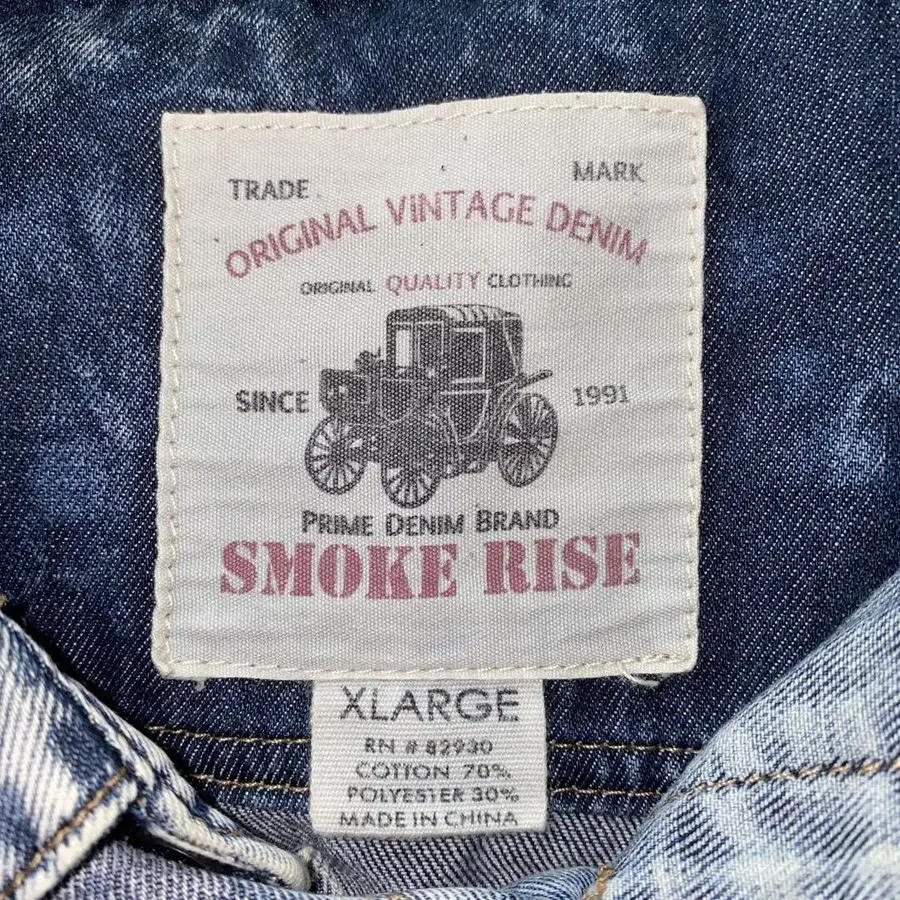 TRADE MARK
ORIGINAL VINTAGE DENIM
ORIGINAL QUALITY CLOTHING
SINCE 1991
PRIME DENIM BRAND
SMOKE RISE
XLARGE
RN # 82930
COTTON 70%
POLYESTER 30%
MADE IN CHINA